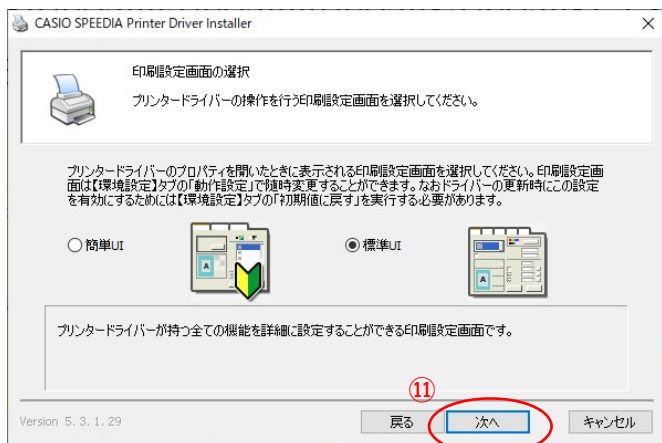 CASIO SPEEDIA Printer Driver Installer
印刷設定画面の選択
プリンタードライバーの操作を行う印刷設定画面を選択してください。
プリンタードライバーのプロパティを開いたときに表示される印刷設定画面を選択してください。印刷設定画
面は【環境設定】タブの「動作設定」で随時変更することができます。なおドライバーの更新時にこの設定
を有効にするためには【環境設定】タブの「初期値に戻す」を実行する必要があります。
簡単UI
標準UI
プリンタードライバーが持つ全ての機能を詳細に設定することができる印刷設定画面です。
⑪
Version 5.3.1.29
戻る
次へ
キャンセル